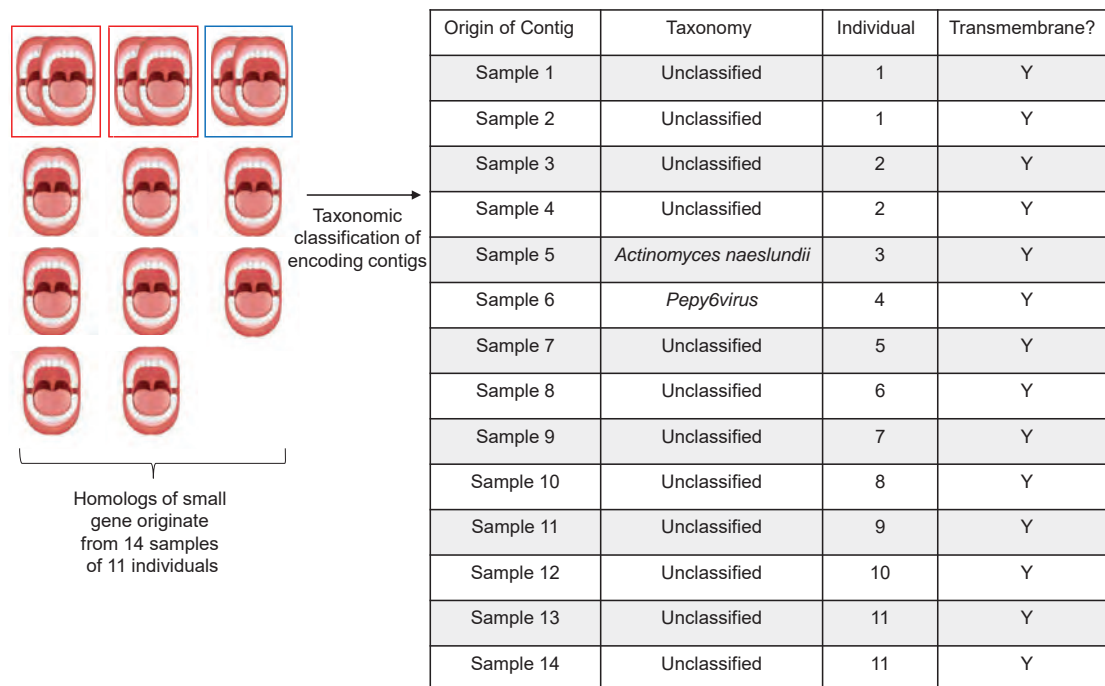 Homologs of small
gene originate
from 14 samples
of 11 individuals
Taxonomic
classification of
encoding contigs
Origin of Contig Taxonomy Individual Transmembrane?
Sample 1 Unclassified 1 Y
Sample 2 Unclassified 1 Y
Sample 3 Unclassified 2 Y
Sample 4 Unclassified 2 Y
Sample 5 Actinomyces naeslundii 3 Y
Sample 6 Pepy6virus 4 Y
Sample 7 Unclassified 5 Y
Sample 8 Unclassified 6 Y
Sample 9 Unclassified 7 Y
Sample 10 Unclassified 8 Y
Sample 11 Unclassified 9 Y
Sample 12 Unclassified 10 Y
Sample 13 Unclassified 11 Y
Sample 14 Unclassified 11 Y